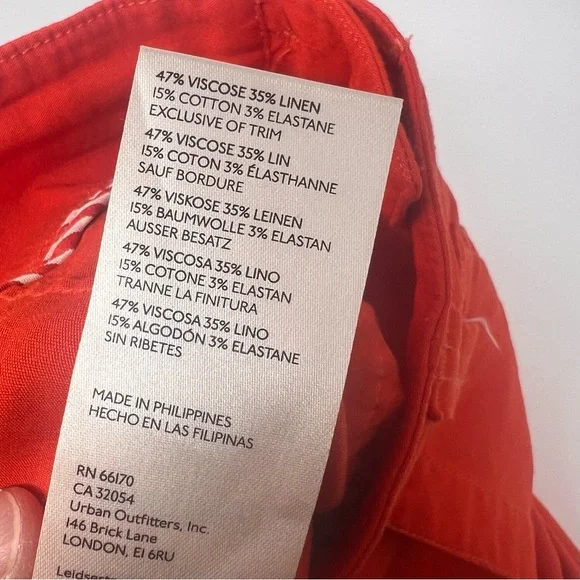 47% VISCOSE 35% LINEN
15% COTTON 3% ELASTANE
EXCLUSIVE OF TRIM
47% VISCOSE 35% LIN
15% COTON 3% ÉLASTHANNE
SAUF BORDURE
47% VISKOSE 35% LEINEN
15% BAUMWOLLE 3% ELASTAN
AUSSER BESATZ
47% VISCOSA 35% LINO
15% COTONE 3% ELASTAN
TRANNE LA FINITURA
47% VISCOSA 35% LINO
15% ALGODÓN 3% ELASTANE
SIN RIBETES
MADE IN PHILIPPINES
HECHO EN LAS FILIPINAS
RN 66170
CA 32054
Urban Outfitters, Inc.
146 Brick Lane
LONDON, E1 6RU